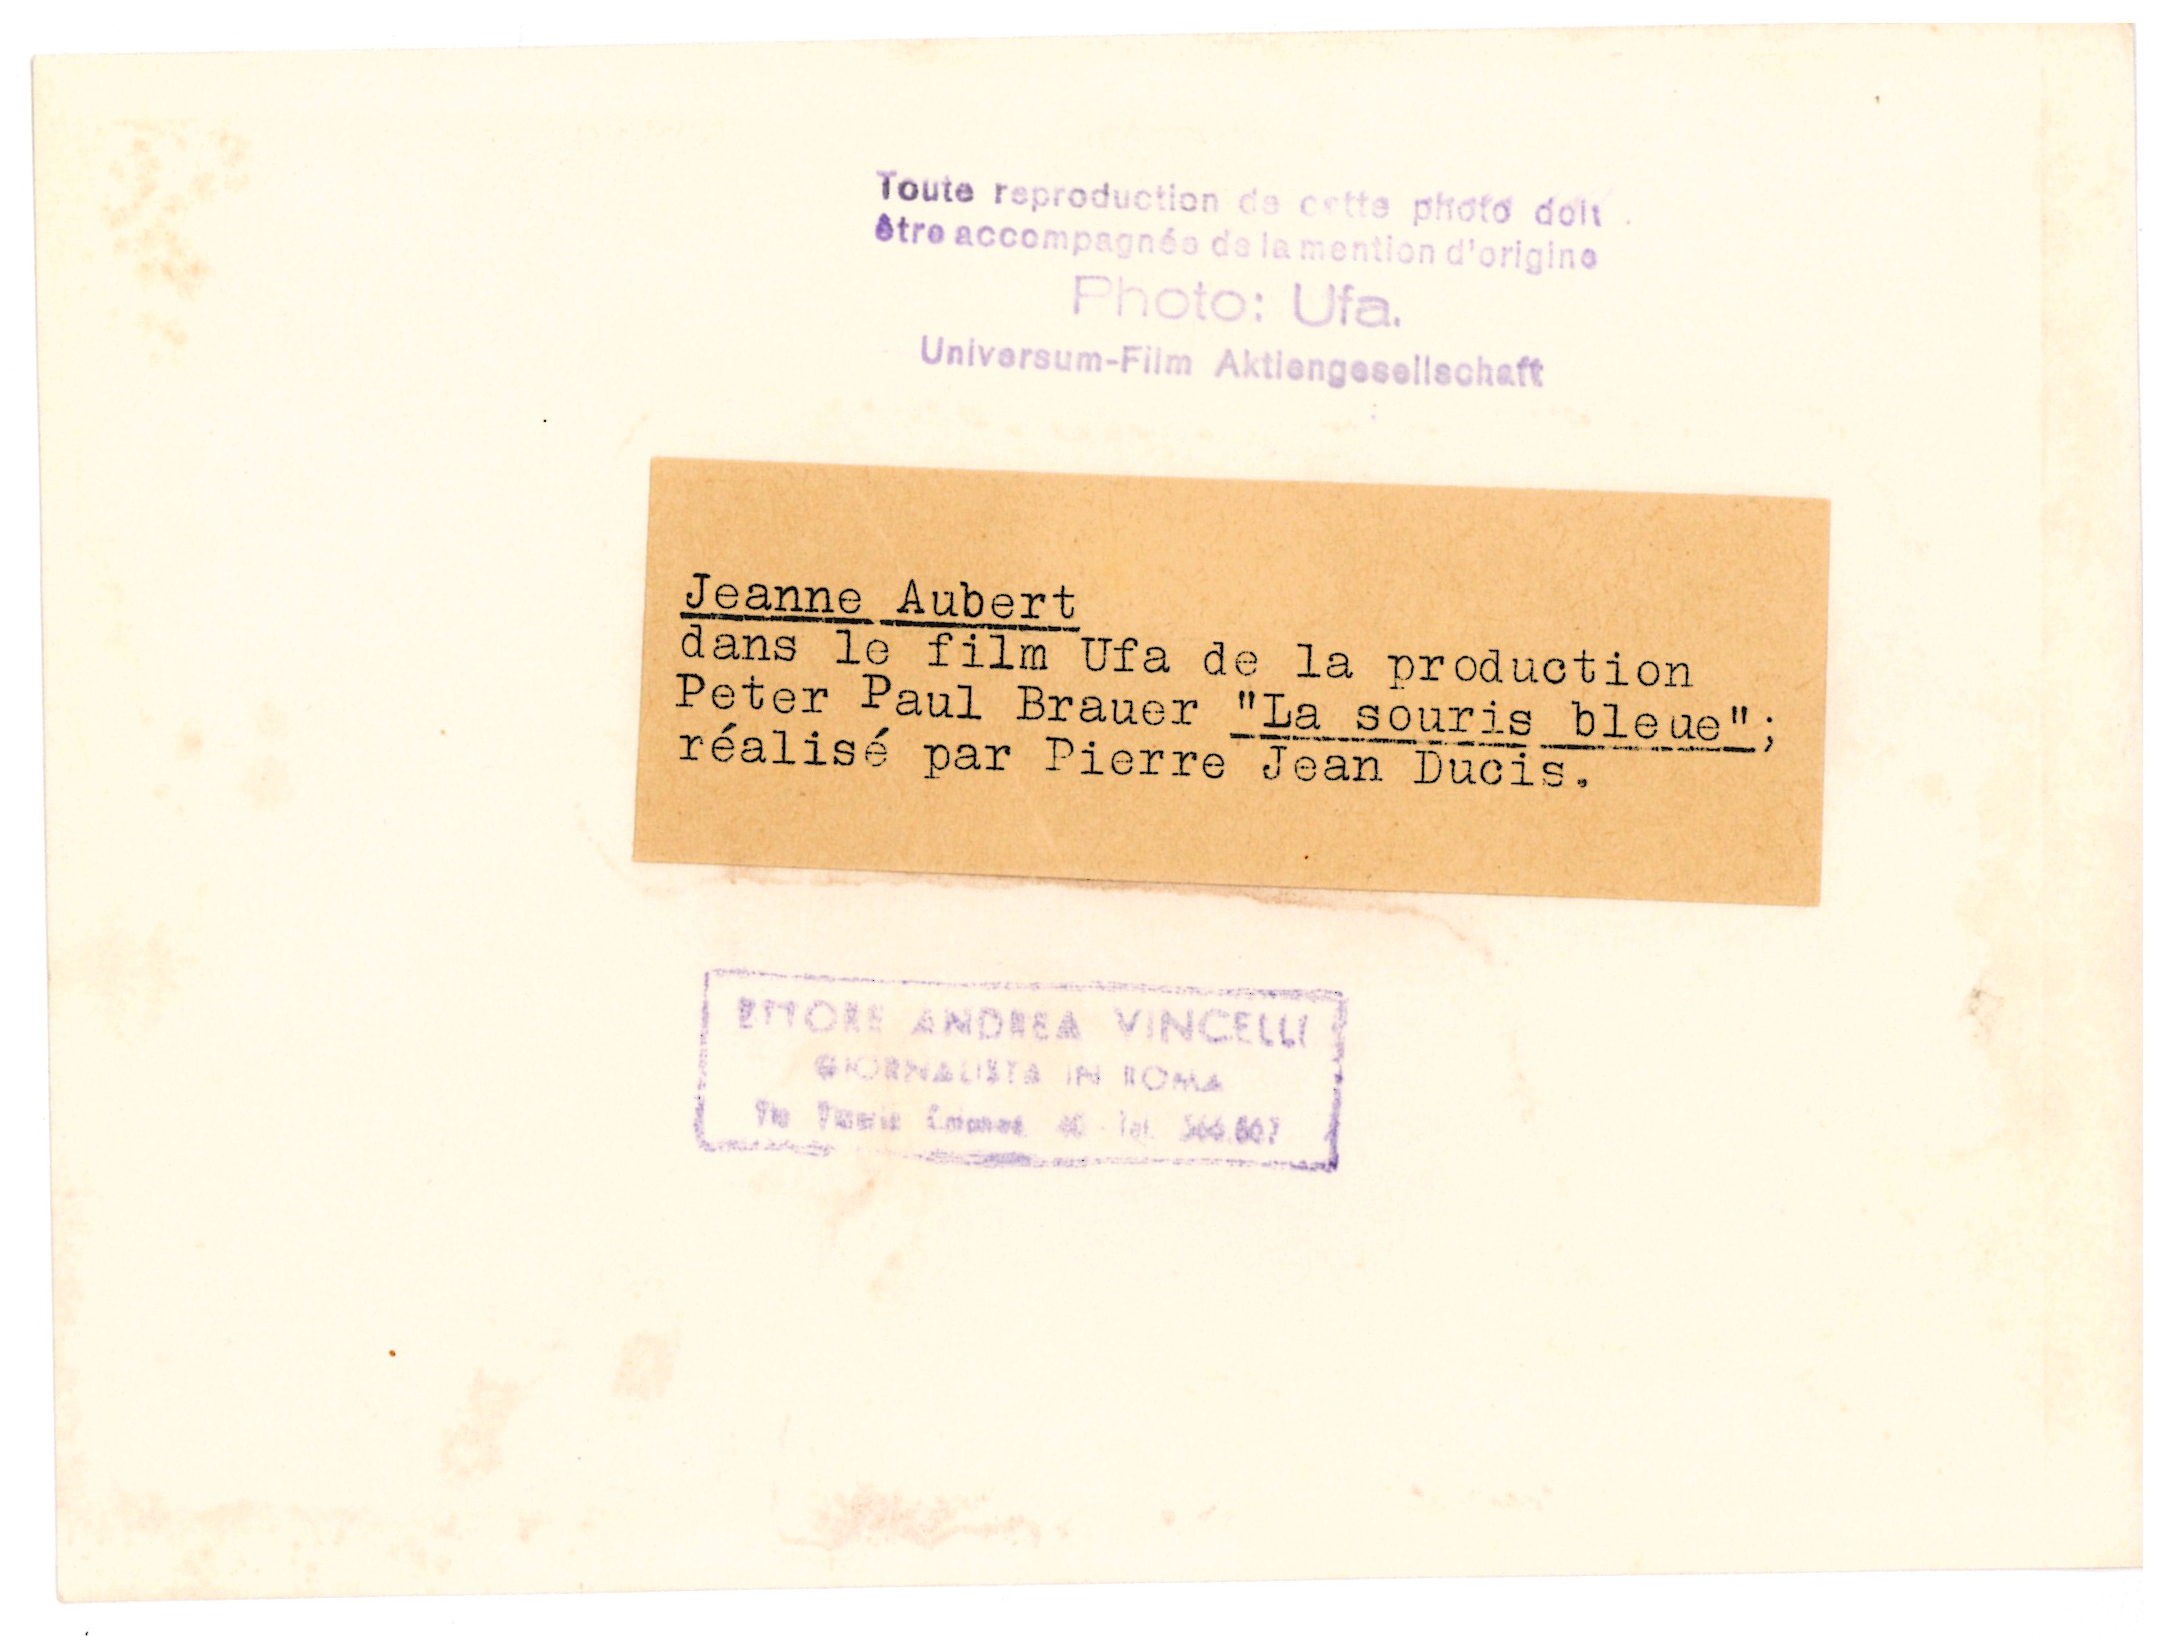 Toute reproduction de cette photo doit
être accompagnée de la mention d'origine
Photo: Ufa.
Universum-Film Aktiengesellschaft
Jeanne Aubert
dans le film Ufa de la production
Peter Paul Brauer "La souris bleue";
réalisé par Pierre Jean Ducis.
ETTORE ANDREA VINCELLI
GIORNALISTA IN ROMA
40 - Tel.